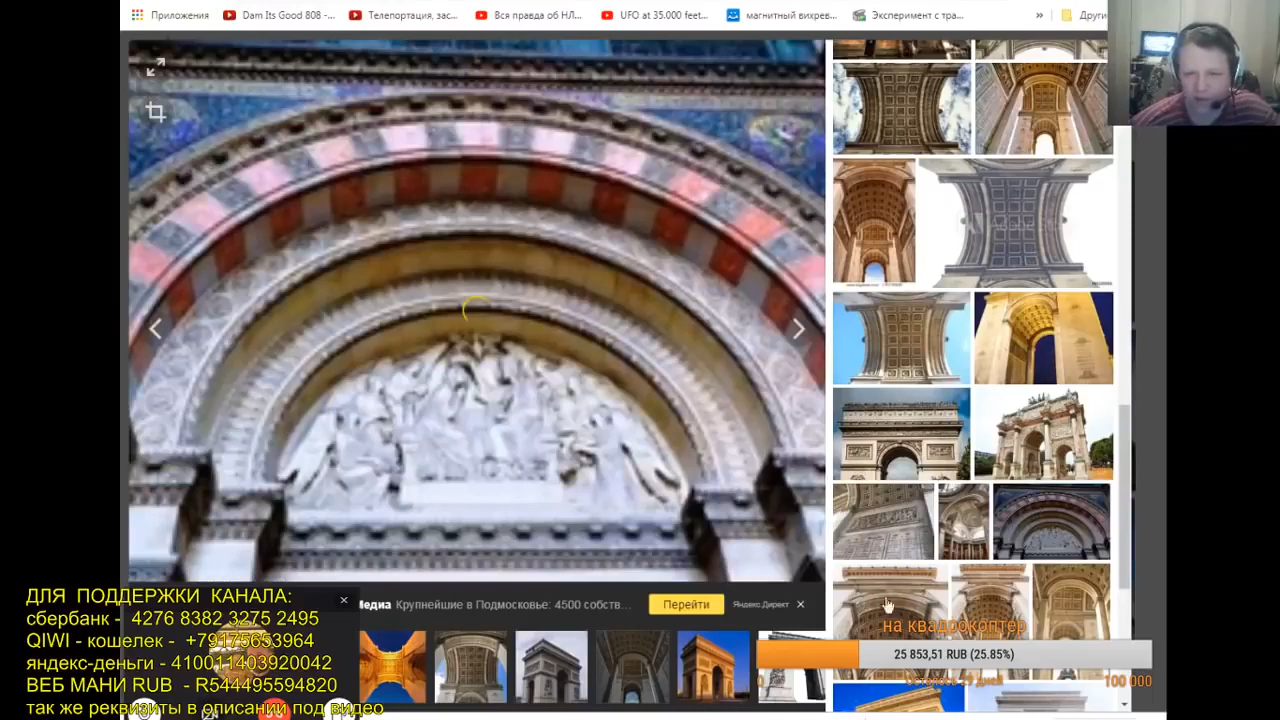 Приложения
Dam Its Good 808 -...
Телепортация, зас...
Вся правда об НЛ...
UFO at 35.000 feet...
магнитный вихрев...
Эксперимент с тра...
»
Други
Медиа Крупнейшие в Подмосковье: 4500 собств... Перейти Яндекс.Директ
ДЛЯ ПОДДЕРЖКИ КАНАЛА:
сбербанк - 4276 8382 3275 2495
QIWI - кошелек - +79175653964
яндекс-деньги - 410011403920042
ВЕБ МАНИ RUB - R544495594820
так же реквизиты в описании под видео
на квадрокоптер
25 853,51 RUB (25.85%)
0 Осталось дней 100 000